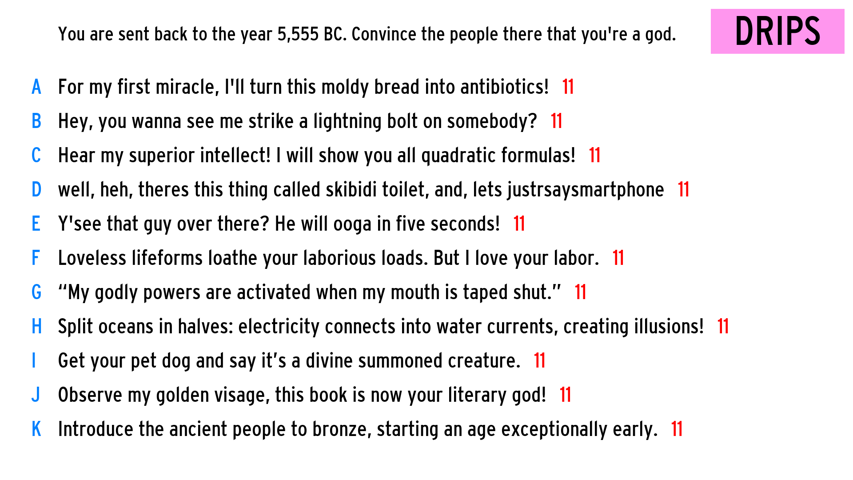 You are sent back to the year 5,555 BC. Convince the people there that you're a god.
DRIPS
A For my first miracle, I'll turn this moldy bread into antibiotics! 11
B Hey, you wanna see me strike a lightning bolt on somebody? 11
C Hear my superior intellect! I will show you all quadratic formulas! 11
D well, heh, theres this thing called skibidi toilet, and, lets justrsaysmartphone 11
E Y'see that guy over there? He will ooga in five seconds! 11
F Loveless lifeforms loathe your laborious loads. But I love your labor. 11
G “My godly powers are activated when my mouth is taped shut.” 11
H Split oceans in halves: electricity connects into water currents, creating illusions! 11
I Get your pet dog and say it’s a divine summoned creature. 11
J Observe my golden visage, this book is now your literary god! 11
K Introduce the ancient people to bronze, starting an age exceptionally early. 11